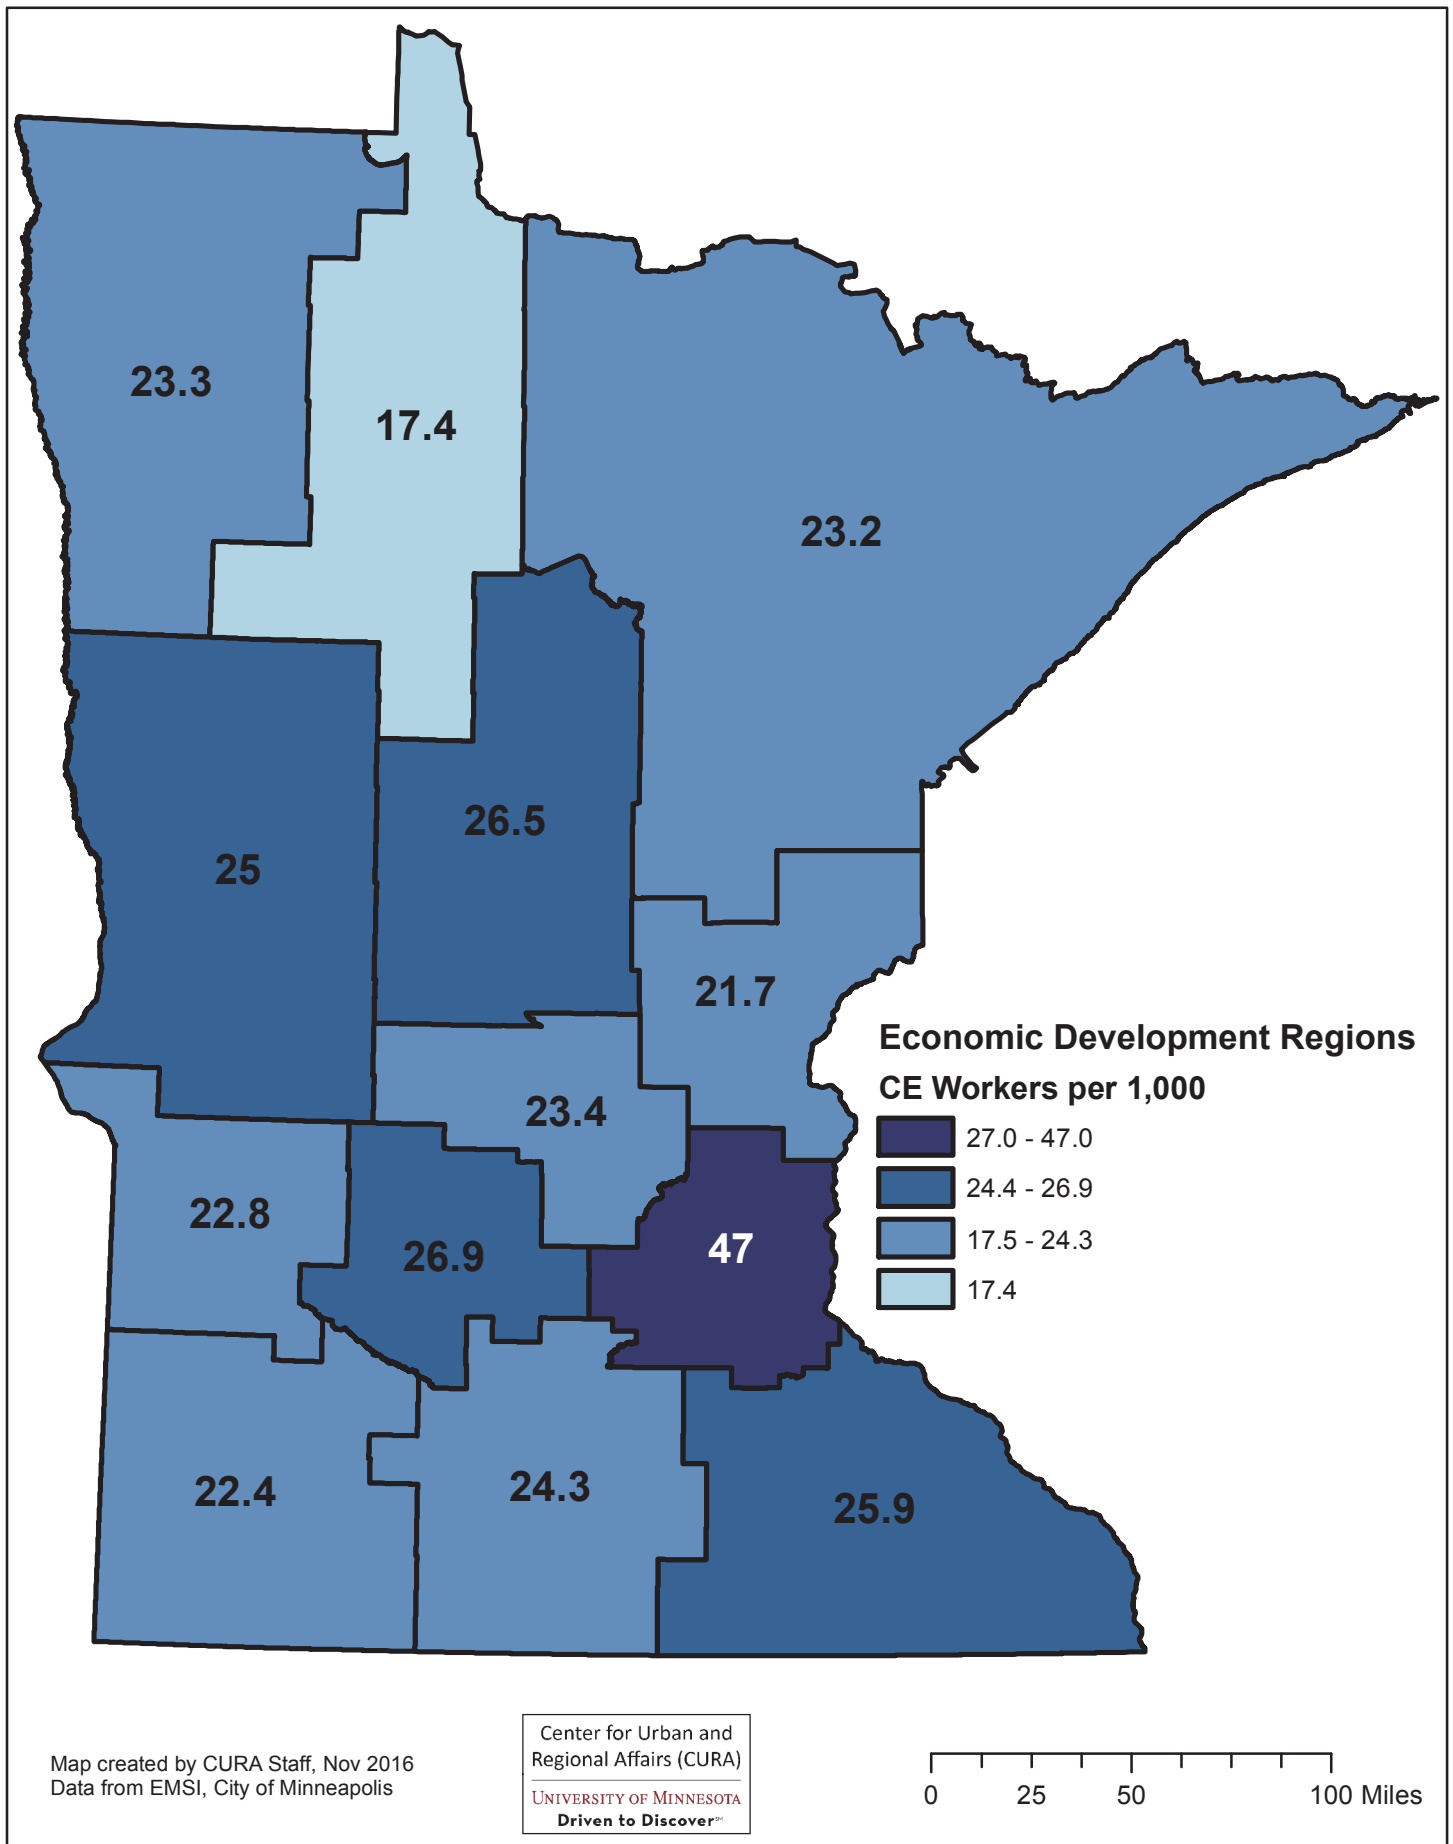 23.3
17.4
23.2
26.5
25
21.7
Economic Development Regions
CE Workers per 1,000
27.0 - 47.0
24.4 - 26.9
17.5 - 24.3
17.4
23.4
22.8
47
26.9
22.4
24.3
25.9
Center for Urban and
Regional Affairs (CURA)
UNIVERSITY OF MINNESOTA
Driven to Discover℠
Map created by CURA Staff, Nov 2016
Data from EMSI, City of Minneapolis
0 25 50 100 Miles